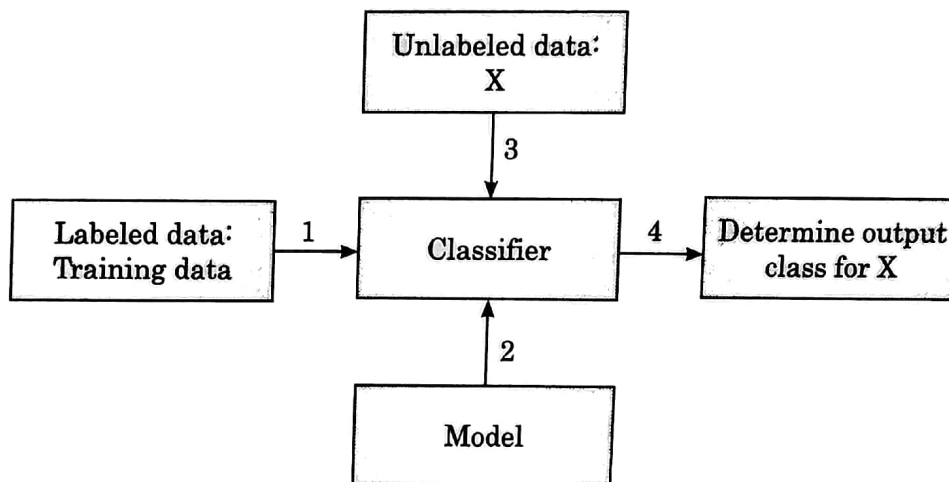 Unlabeled data:
X
3
Labeled data:
Training data
1
Classifier
4
Determine output
class for X
2
Model